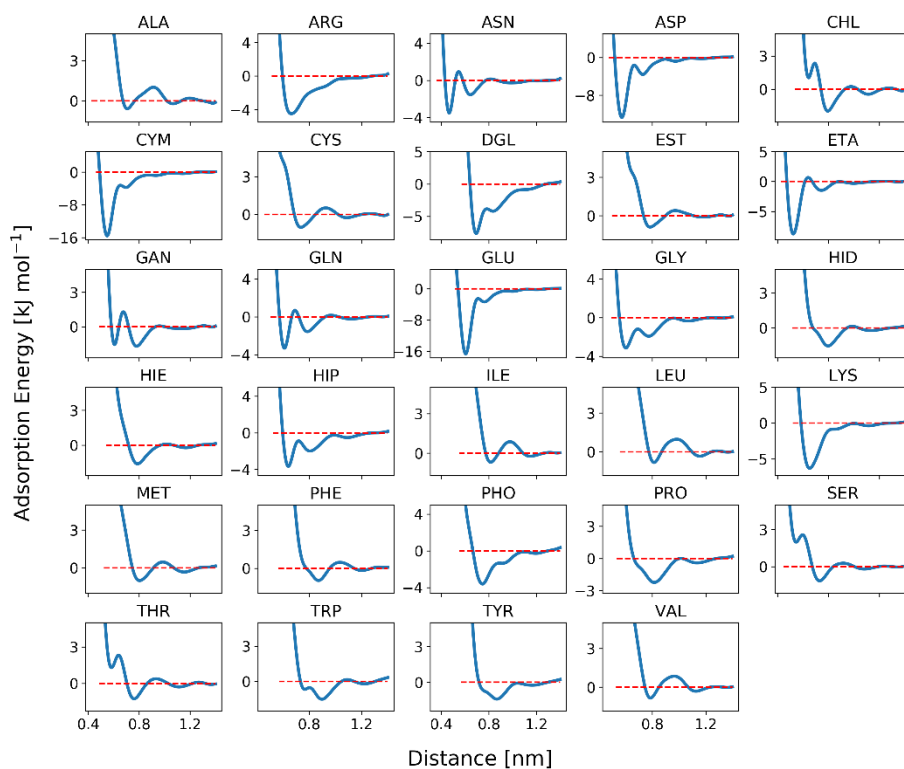 ALA ARG ASN ASP CHL
3 0
4 0 −4
4 0 −4
0 −8
3 0
CYM CYS DGL EST ETA
0 −8 −16
3 0
5 0 −5
3 0
5 0 −5
GAN GLN GLU GLY HID
3 0
4 0 −4
0 −8 −16
4 0 −4
3 0
HIE HIP ILE LEU LYS
3 0
4 0 −4
3 0
3 0
5 0 −5
MET PHE PHO PRO SER
3 0
3 0
4 0 −4
3 0 −3
3 0
THR TRP TYR VAL
3 0
3 0
3 0
3 0
0.4 0.8 1.2
0.8 1.2
0.4 0.8 1.2
0.8 1.2
Adsorption Energy [kJ mol⁻¹]
Distance [nm]